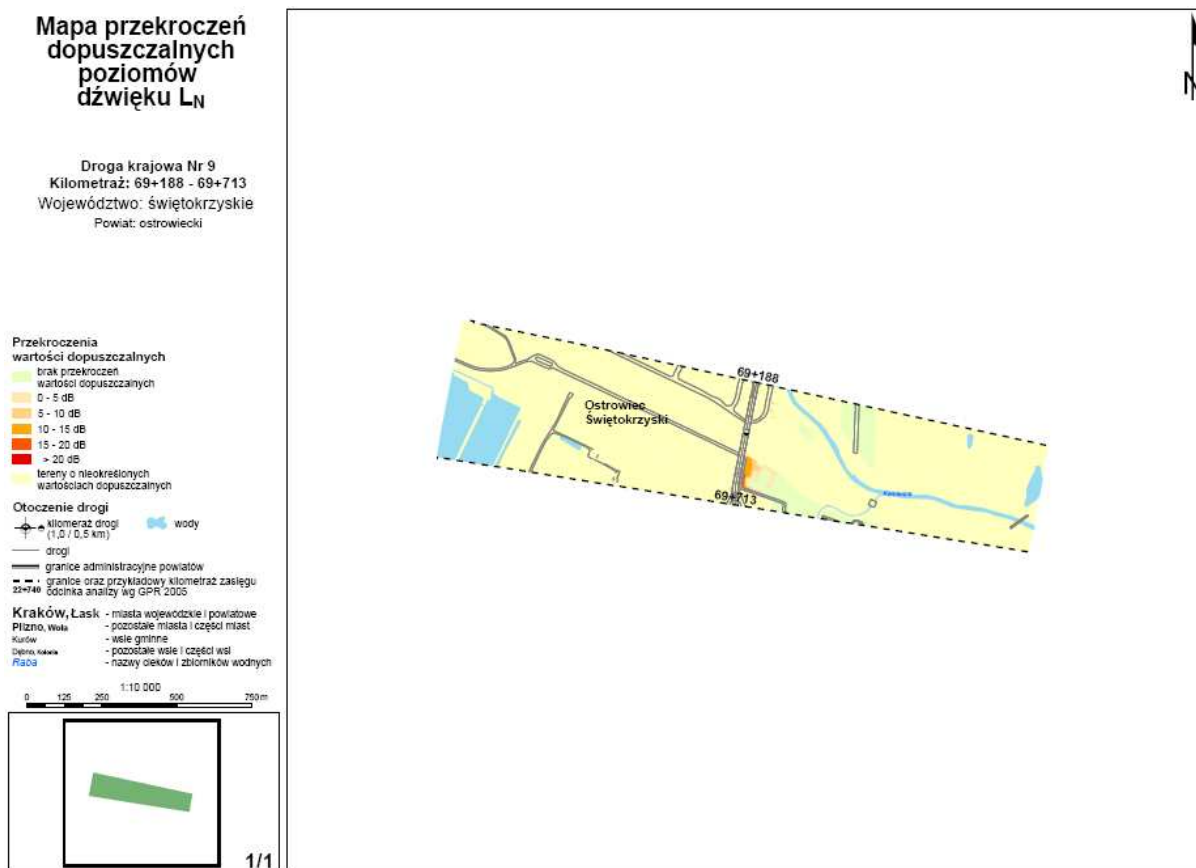 Mapa przekroczeń
dopuszczalnych
poziomów
dźwięku LN
Droga krajowa Nr 9
Kilometraż: 69+188 - 69+713
Województwo: świętokrzyskie
Powiat: ostrowiecki
Przekroczenia
wartości dopuszczalnych
brak przekroczeń
wartości dopuszczalnych
0 - 5 dB
5 - 10 dB
10 - 15 dB
15 - 20 dB
> 20 dB
tereny o nieokreślonych
wartościach dopuszczalnych
Otoczenie drogi
kilometraż drogi
(1,0 / 0,5 km)
wody
drogi
granice administracyjne powiatów
granice oraz przykładowy kilometraż zasięgu
22+740 odcinka analizy wg GPR 2005
Kraków, Łask - miasta wojewódzkie i powiatowe
Pilzno, Wola - pozostałe miasta i części miast
Kurów - wsie gminne
Dębno, Kolonia - pozostałe wsie i części wsi
Raba - nazwy cieków i zbiorników wodnych
1:10 000
0 125 250 500 750 m
1/1
N
69+188
Ostrowiec
Świętokrzyski
69+713